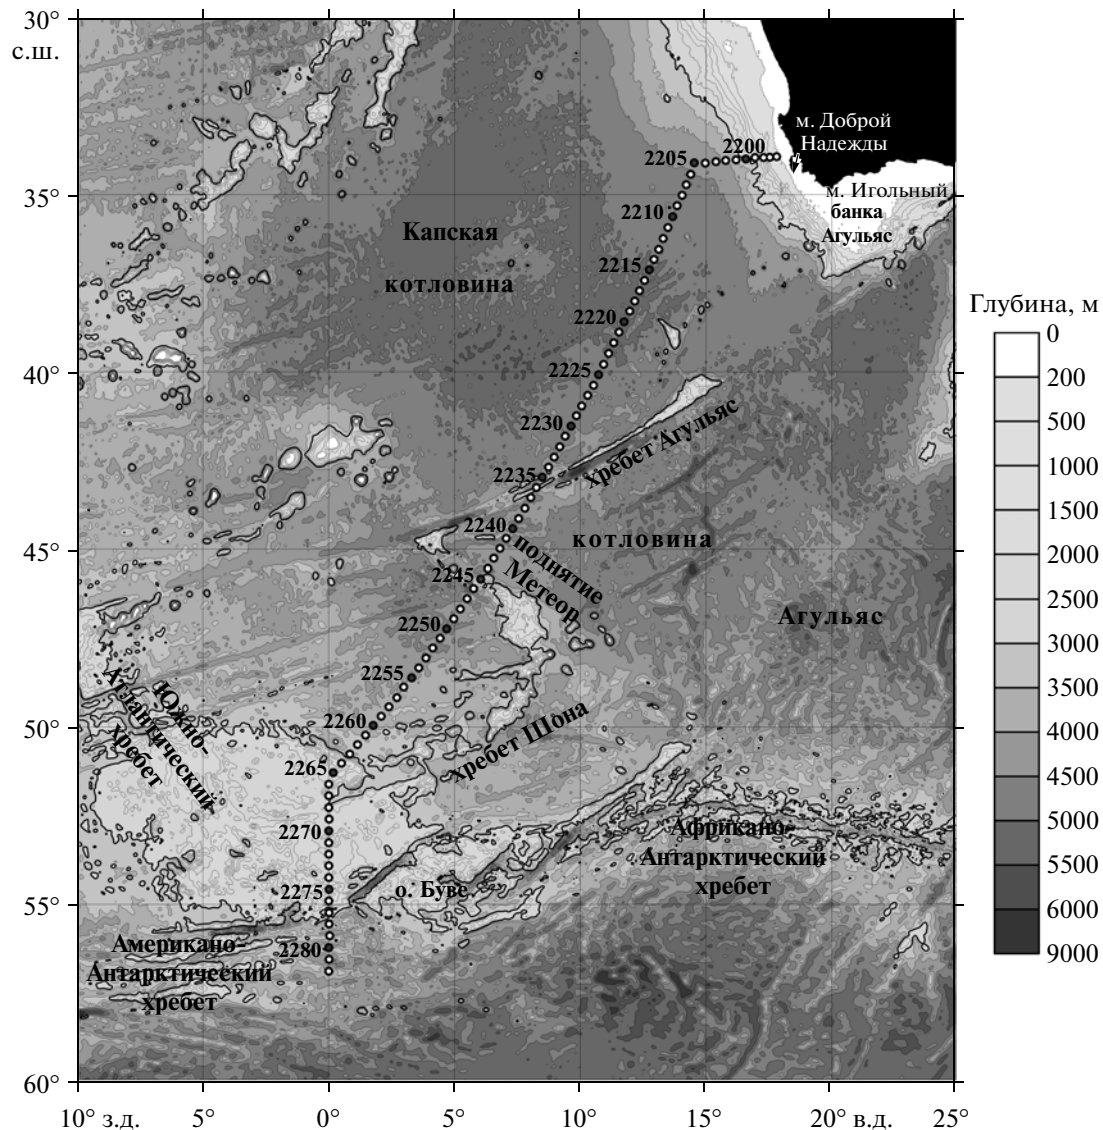 30°
с.ш.
35°
40°
45°
50°
55°
60°
10° з.д.
5°
0°
5°
10°
15°
20° в.д.
25°
м. Доброй
Надежды
м. Игольный
банка
Агульяс
2200
2205
2210
2215
2220
2225
2230
2235
2240
2245
2250
2255
2260
2265
2270
2275
2280
Капская
котловина
хребет Агульяс
котловина
Агульяс
поднятие
Метеор
Южно-
Атлантический
хребет
хребет Шона
Африкано-
Антарктический
хребет
о. Буве
Американо-
Антарктический
хребет
Глубина, м
0
200
500
1000
1500
2000
2500
3000
3500
4000
4500
5000
5500
6000
9000